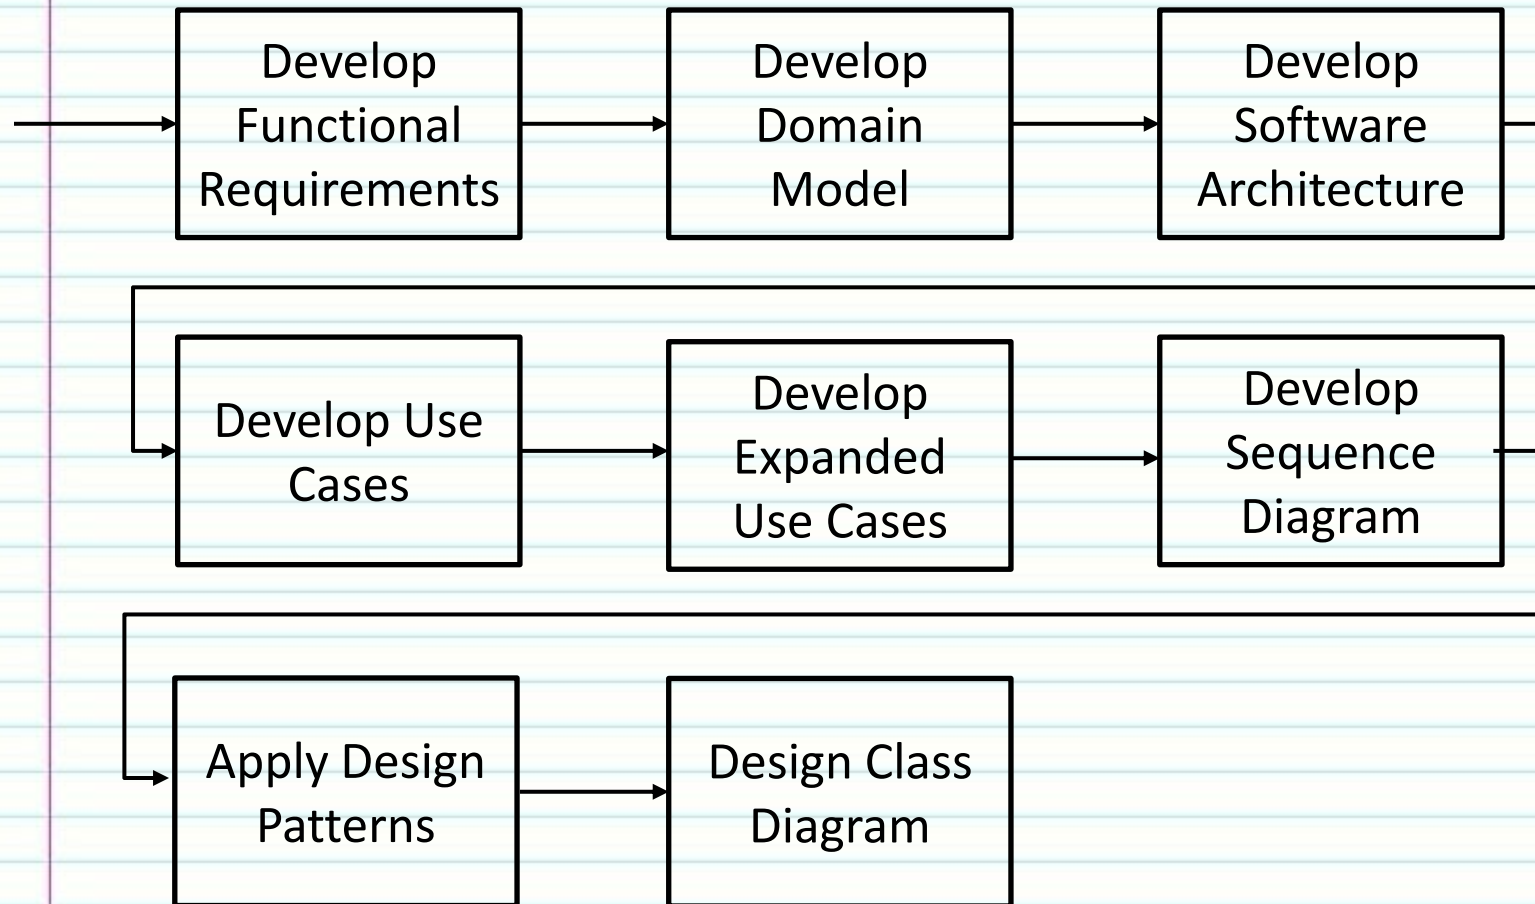 Develop
Functional
Requirements
Develop
Domain
Model
Develop
Software
Architecture
Develop Use
Cases
Develop
Expanded
Use Cases
Develop
Sequence
Diagram
Apply Design
Patterns
Design Class
Diagram